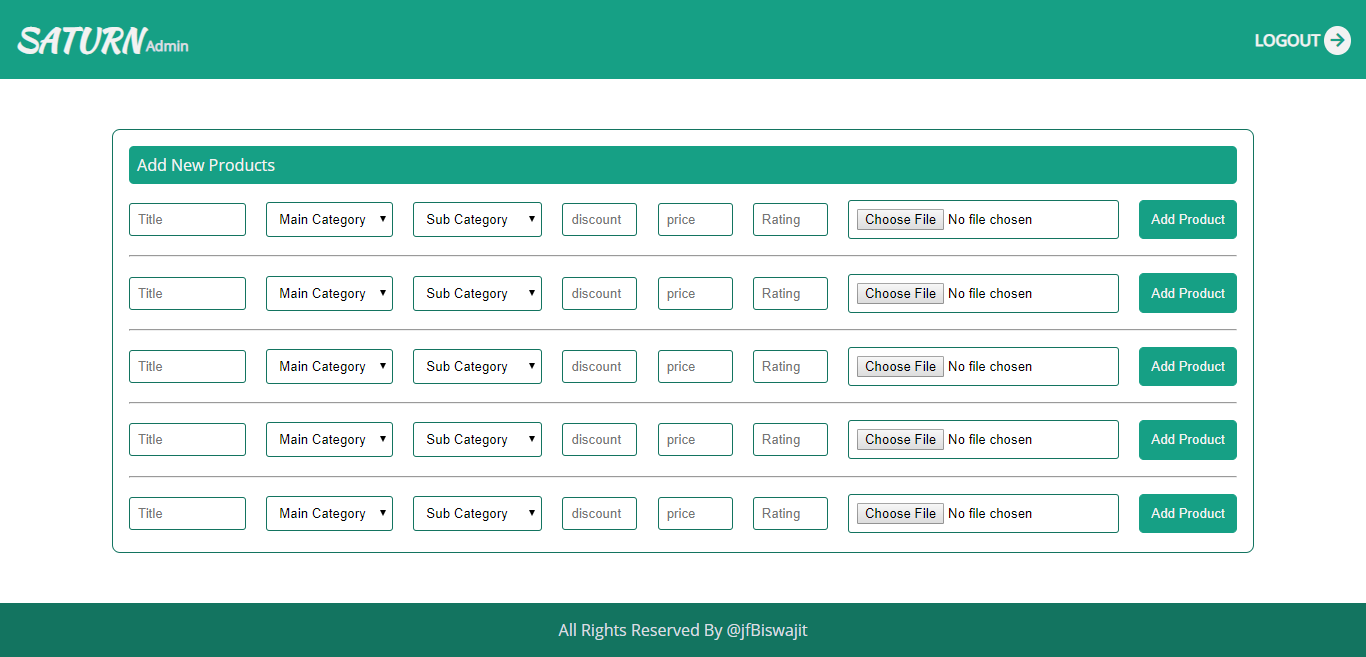 SATURN Admin LOGOUT
Add New Products
Title Main Category Sub Category discount price Rating Choose File No file chosen Add Product
Title Main Category Sub Category discount price Rating Choose File No file chosen Add Product
Title Main Category Sub Category discount price Rating Choose File No file chosen Add Product
Title Main Category Sub Category discount price Rating Choose File No file chosen Add Product
Title Main Category Sub Category discount price Rating Choose File No file chosen Add Product
All Rights Reserved By @jfBiswajit